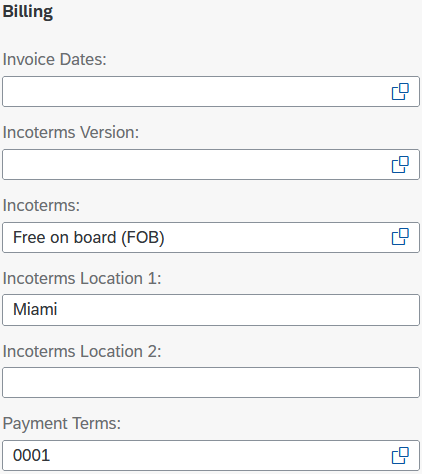 Billing
Invoice Dates:
Incoterms Version:
Incoterms:
Free on board (FOB)
Incoterms Location 1:
Miami
Incoterms Location 2:
Payment Terms:
0001